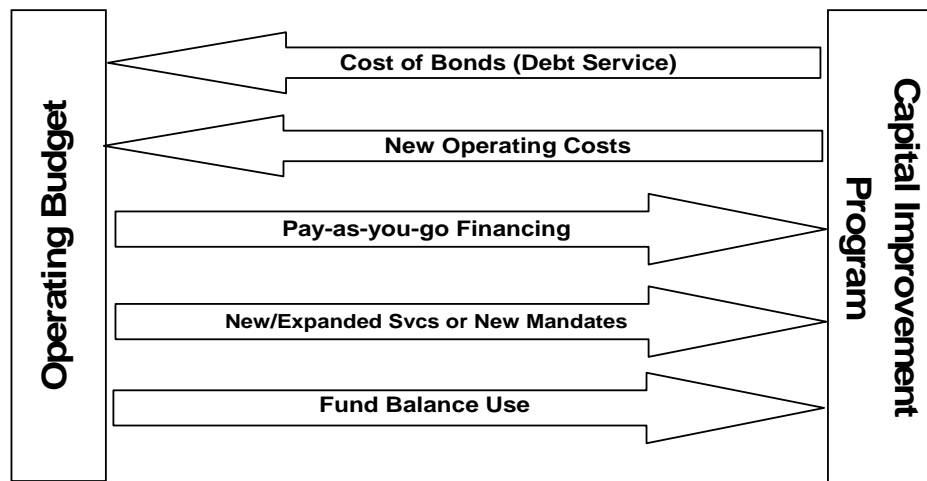 Operating Budget
Cost of Bonds (Debt Service)
New Operating Costs
Pay-as-you-go Financing
New/Expanded Svcs or New Mandates
Fund Balance Use
Capital Improvement
Program